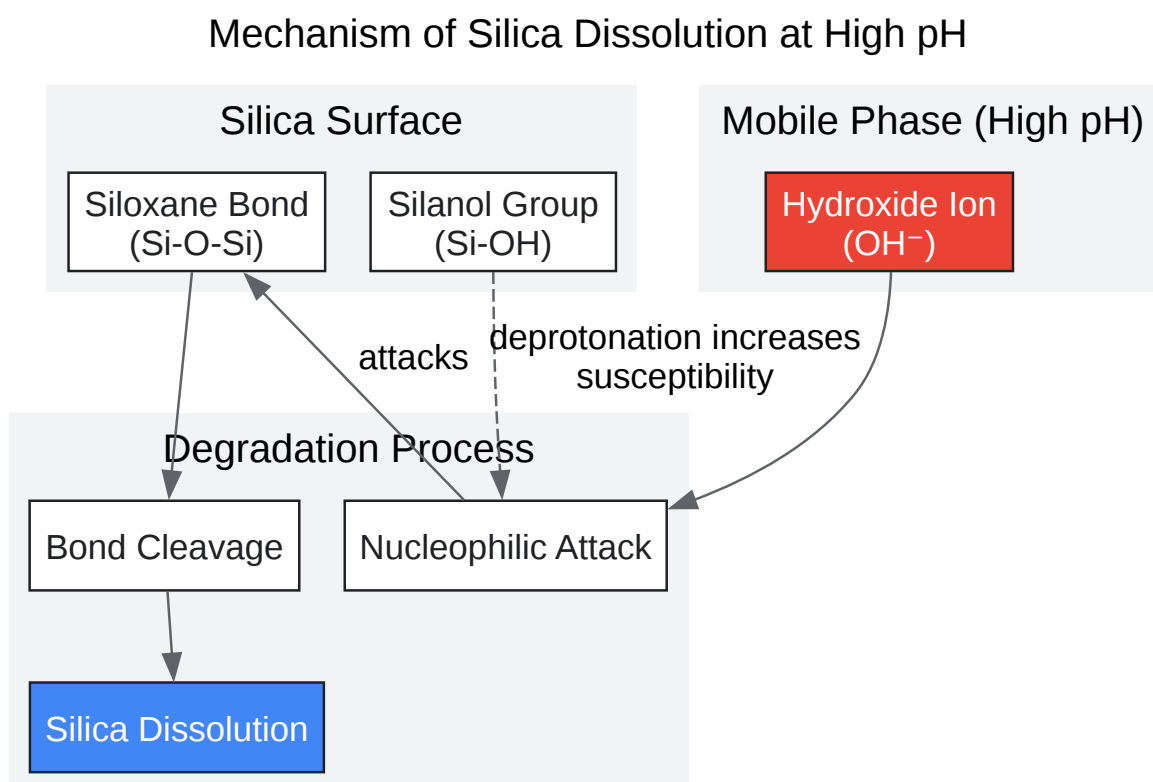 Mechanism of Silica Dissolution at High pH
Silica Surface
Mobile Phase (High pH)
Siloxane Bond
(Si-O-Si)
Silanol Group
(Si-OH)
Hydroxide Ion
(OH⁻)
attacks
deprotonation increases
susceptibility
Degradation Process
Bond Cleavage
Nucleophilic Attack
Silica Dissolution